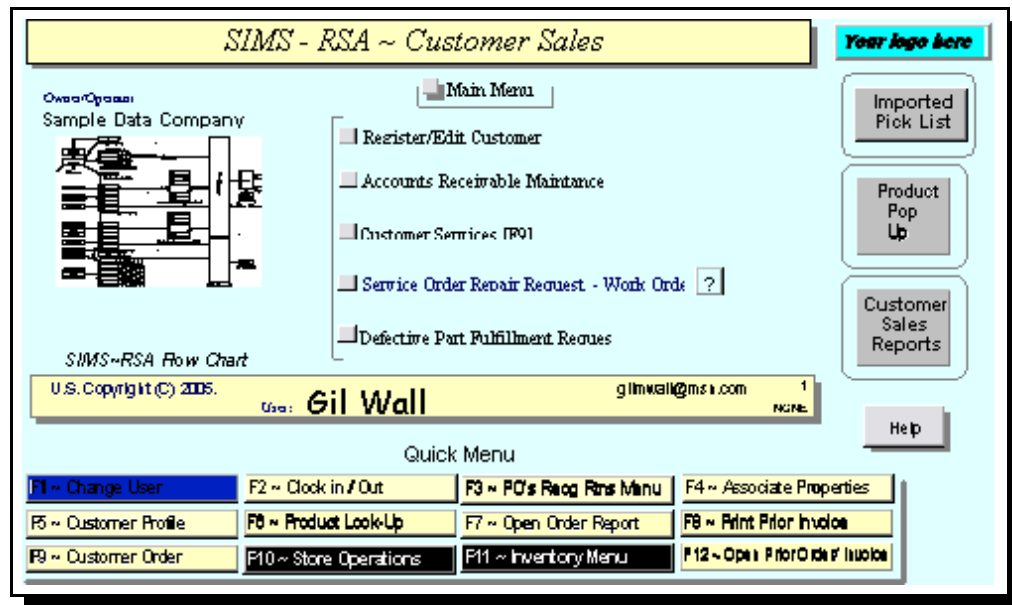 SIMS - RSA ~ Customer Sales
Your logo here
Owner/Operator
Sample Data Company
Main Menu
Register/Edit Customer
Accounts Receivable Maintance
Customer Services [F9]
Service Order Repair Request - Work Orde ?
Defective Part Fulfillment Reques
SIMS~RSA Flow Chart
Imported
Pick List
Product
Pop
Up
Customer
Sales
Reports
U.S. Copyright (C) 2005.
User: Gil Wall
gilmwall@msn.com
1
NONE
Help
Quick Menu
F1 ~ Change User
F2 ~ Clock in / Out
F3 ~ PO's Recg Rtns Menu
F4 ~ Associate Properties
F5 ~ Customer Profile
F6 ~ Product Look-Up
F7 ~ Open Order Report
F8 ~ Print Prior Invoice
F9 ~ Customer Order
F10 ~ Store Operations
F11 ~ Inventory Menu
F12 ~ Open Prior Order/ Invoice